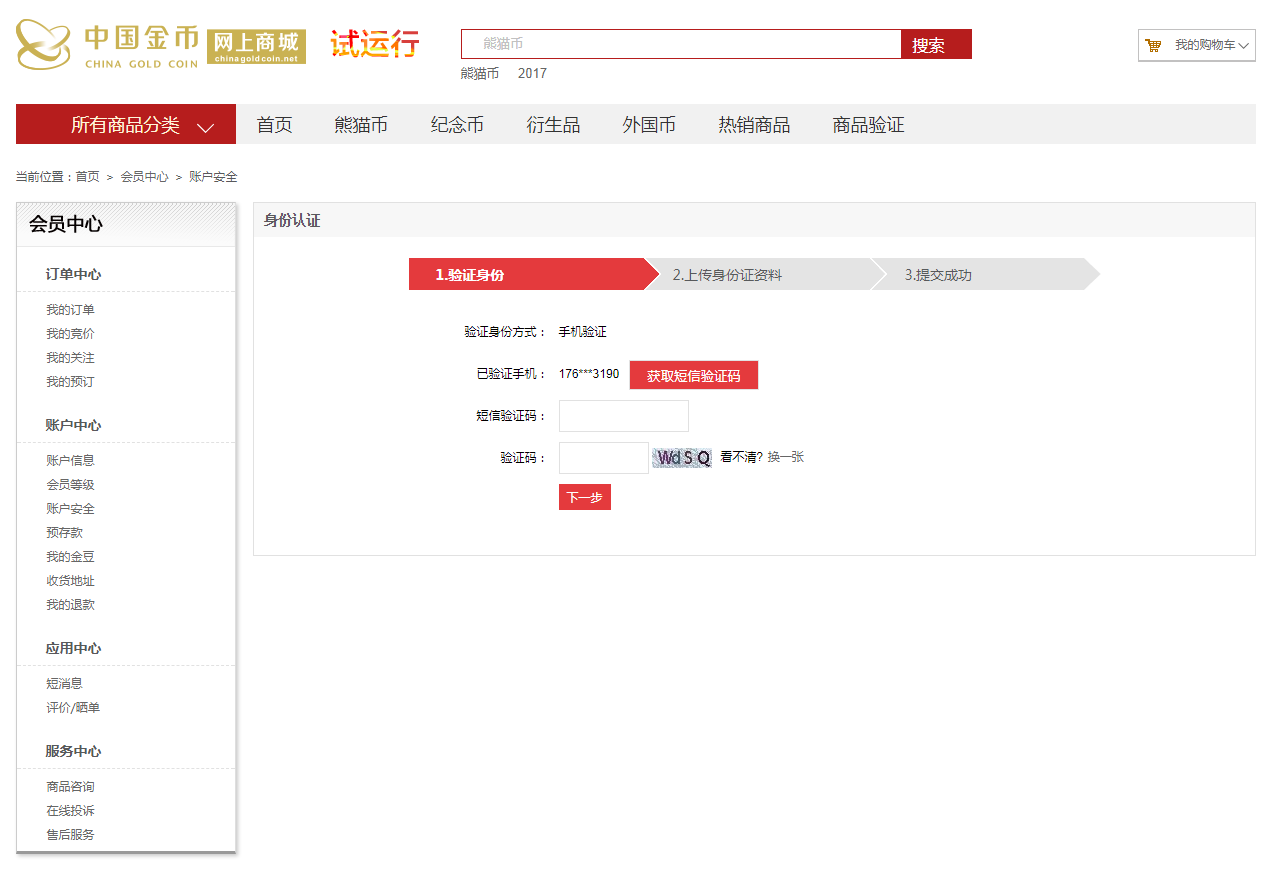 中国金币
CHINA GOLD COIN
网上商城
chinagoldcoin.net
试运行
熊猫币
搜索
我的购物车
熊猫币 2017
所有商品分类 首页 熊猫币 纪念币 衍生品 外国币 热销商品 商品验证
当前位置：首页 > 会员中心 > 账户安全
会员中心
订单中心
我的订单
我的竞价
我的关注
我的预订
账户中心
账户信息
会员等级
账户安全
预存款
我的金豆
收货地址
我的退款
应用中心
短消息
评价/晒单
服务中心
商品咨询
在线投诉
售后服务
身份认证
1.验证身份 2.上传身份证资料 3.提交成功
验证身份方式： 手机验证
已验证手机： 176***3190 获取短信验证码
短信验证码：
验证码： WdSQ 看不清? 换一张
下一步